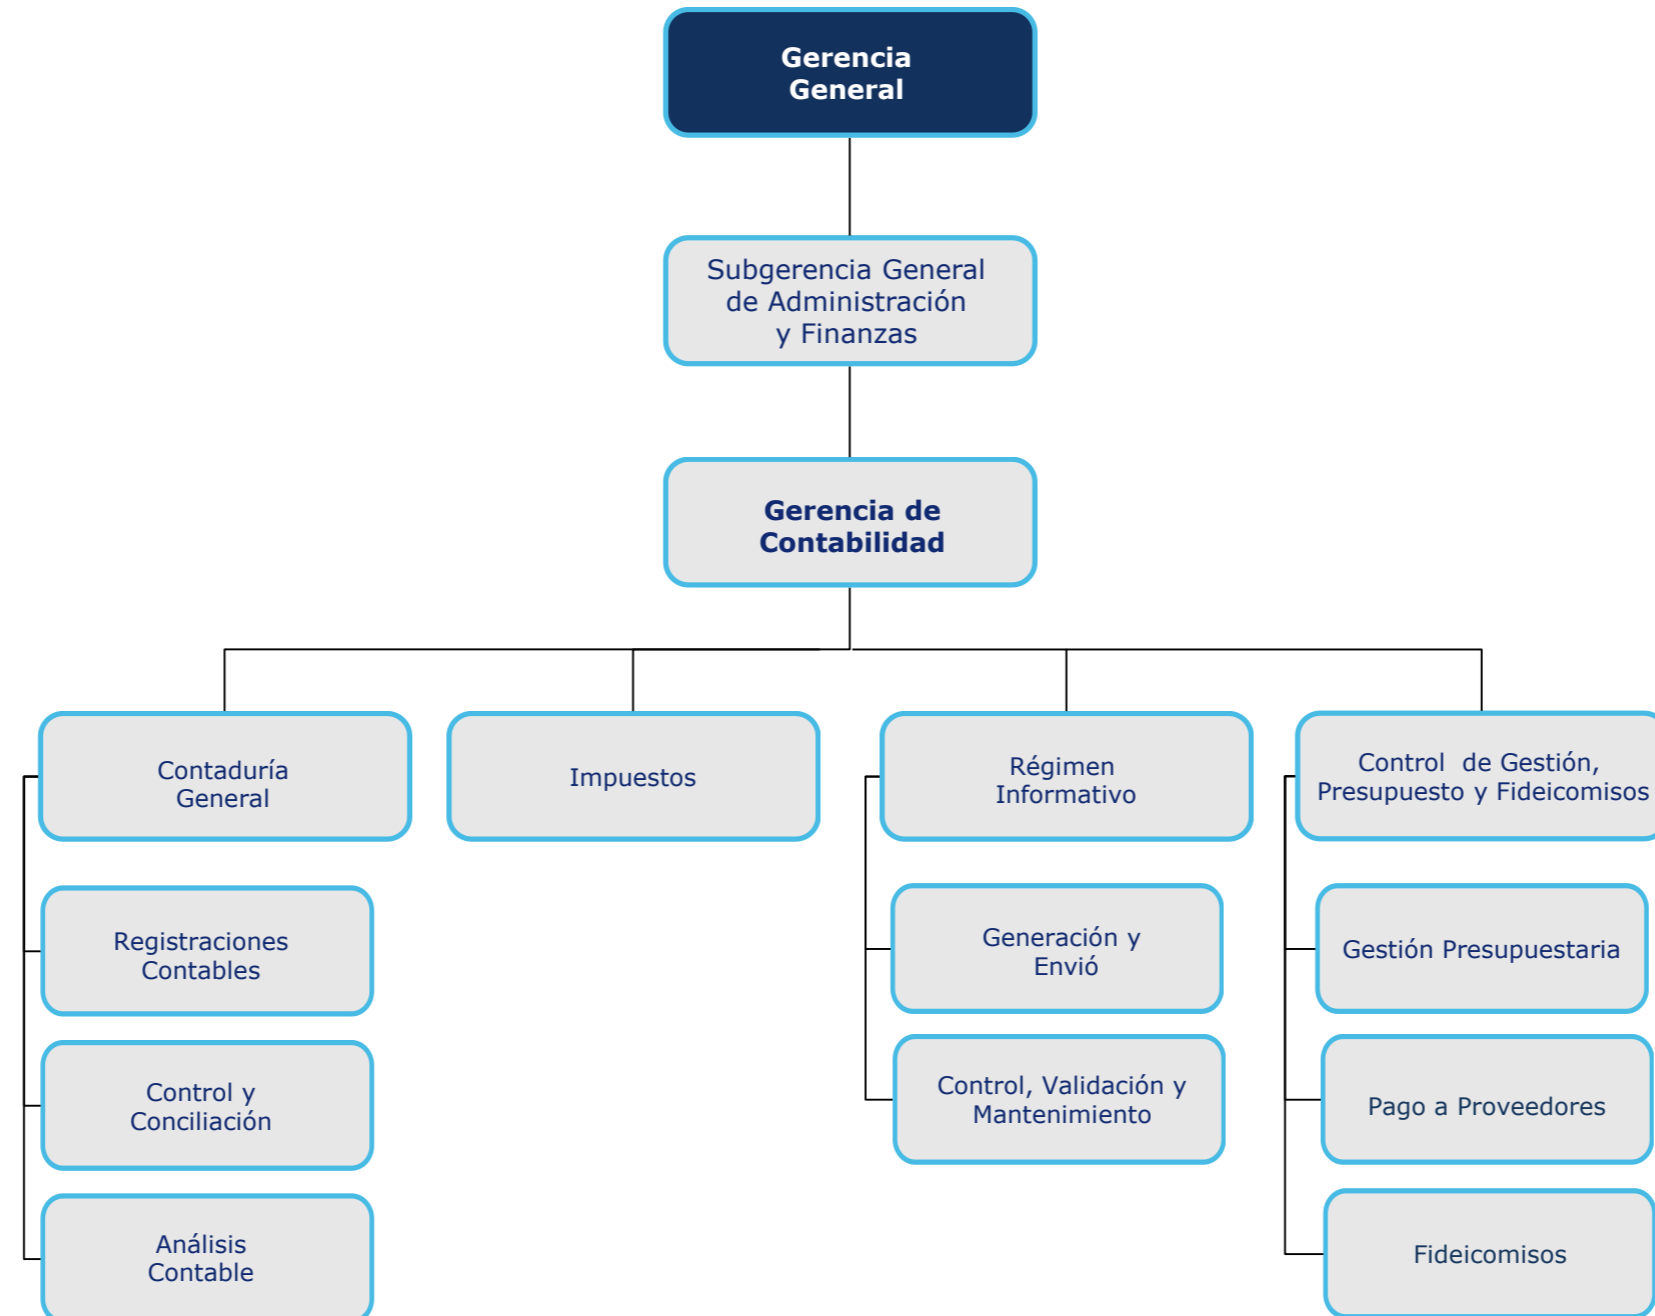 Gerencia
General
Subgerencia General
de Administración
y Finanzas
Gerencia de
Contabilidad
Contaduría
General
Impuestos
Régimen
Informativo
Control  de Gestión,
Presupuesto y Fideicomisos
Registraciones
Contables
Generación y
Envió
Gestión Presupuestaria
Control y
Conciliación
Control, Validación y
Mantenimiento
Pago a Proveedores
Análisis
Contable
Fideicomisos